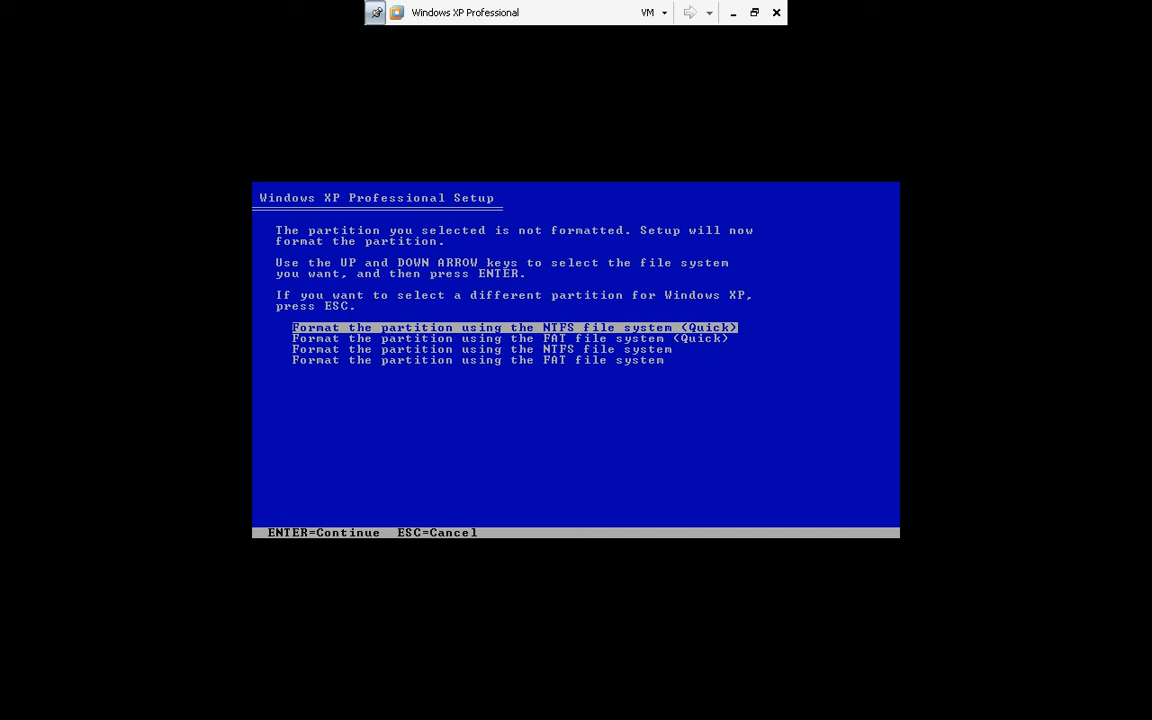 Windows XP Professional
VM
Windows XP Professional Setup
The partition you selected is not formatted. Setup will now
format the partition.
Use the UP and DOWN ARROW keys to select the file system
you want, and then press ENTER.
If you want to select a different partition for Windows XP,
press ESC.
Format the partition using the NTFS file system (Quick)
Format the partition using the FAT file system (Quick)
Format the partition using the NTFS file system
Format the partition using the FAT file system
ENTER=Continue ESC=Cancel